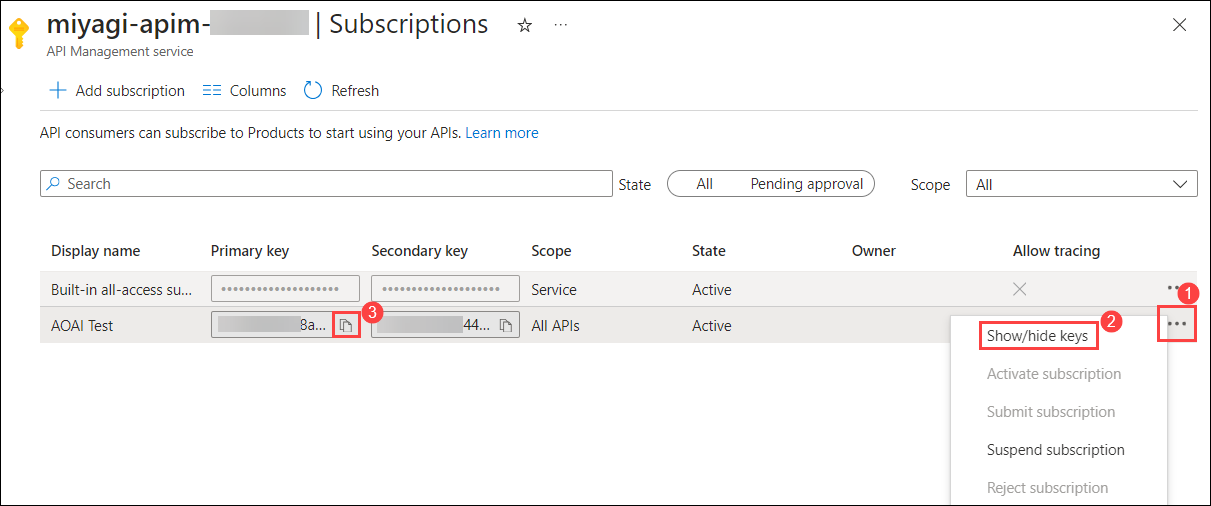 miyagi-apim- | Subscriptions
API Management service
Add subscription Columns Refresh
API consumers can subscribe to Products to start using your APIs. Learn more
Search State All Pending approval Scope All
Display name Primary key Secondary key Scope State Owner Allow tracing
Built-in all-access su... •••••••••••••••••••• •••••••••••••••••••• Service Active
1
AOAI Test 8a... 3 44... All APIs Active
Show/hide keys 2
Activate subscription
Submit subscription
Suspend subscription
Reject subscription